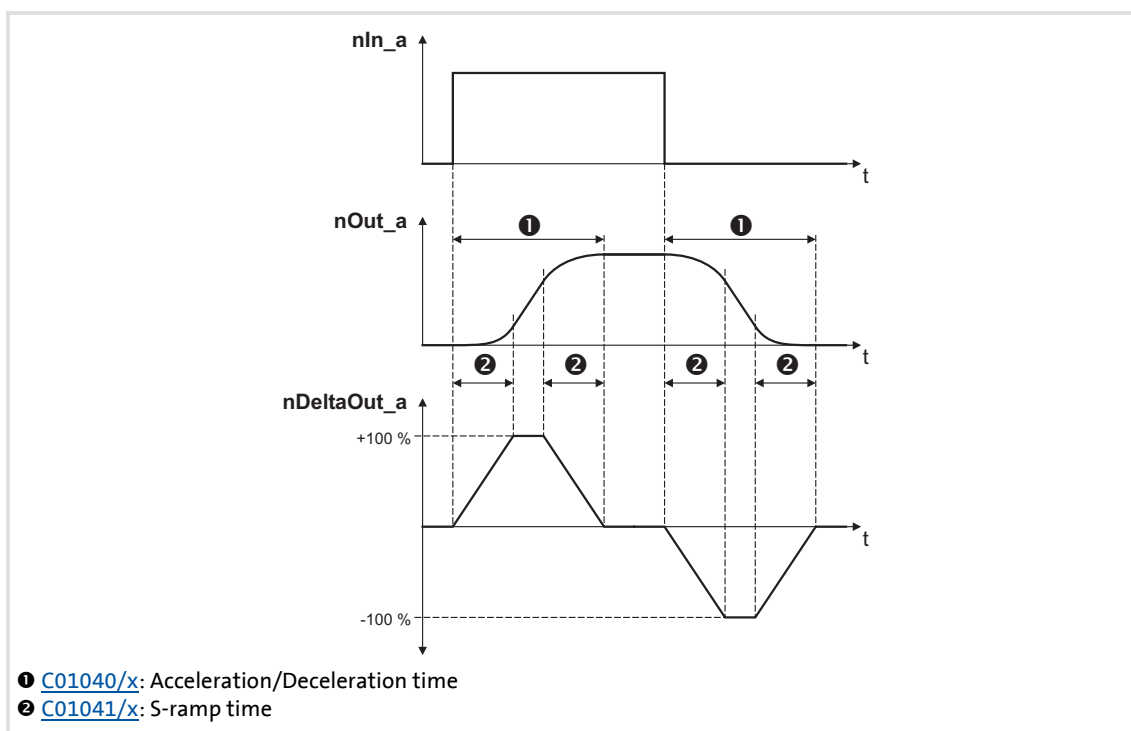 nIn_a
t
nOut_a
❶ ❶
t
❷ ❷ ❷ ❷
nDeltaOut_a
+100 %
t
-100 %
❶ C01040/x: Acceleration/Deceleration time
❷ C01041/x: S-ramp time